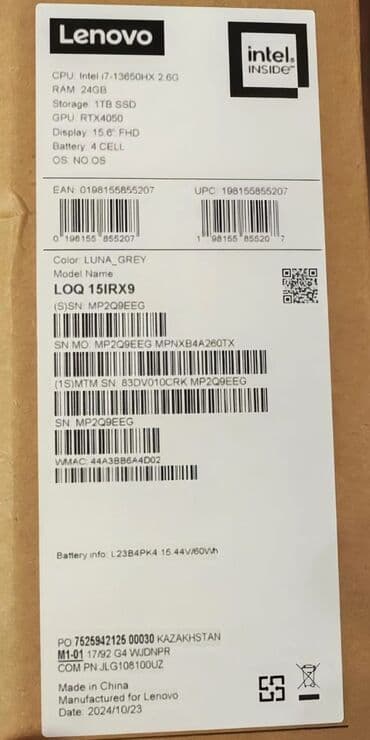 Lenovo
intel
INSIDE™
CPU: Intel i7-13650HX 2.6G
RAM: 24GB
Storage: 1TB SSD
GPU: RTX4050
Display: 15.6" FHD
Battery: 4 CELL
OS: NO OS
EAN: 0198155855207
UPC: 198155855207
0 198155 855207
1 98155 85520 7
Color: LUNA_GREY
Model Name
LOQ 15IRX9
(S)SN: MP2Q9EEG
SN MO: MP2Q9EEG MPNXB4A260TX
(1S)MTM SN: 83DV010CRK MP2Q9EEG
SN: MP2Q9EEG
WMAC: 44A3BB6A4D02
Battery info: L23B4PK4 15.44V/60Wh
PO 7525942125 00030 KAZAKHSTAN
M1-01 17/92 G4 WJDNPR
COM PN:JLG108100UZ
Made in China
Manufactured for Lenovo
Date: 2024/10/23